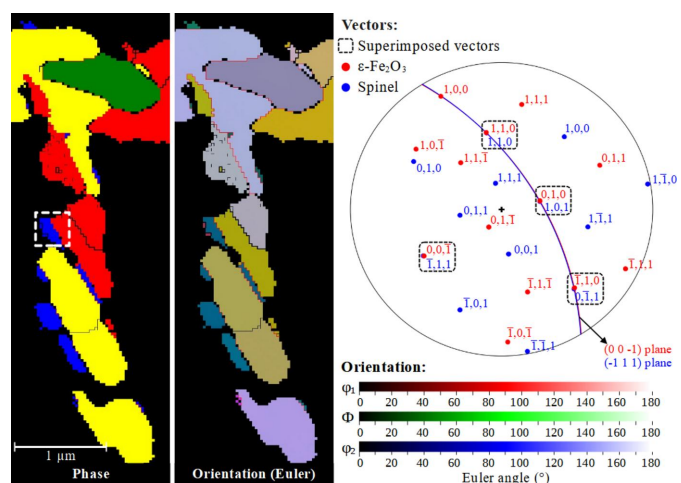 Vectors:
Superimposed vectors
ε-Fe₂O₃
Spinel
1,0,0
1,1,1
1,1,0
1,1,0
1,0,0
1,0,1̅
0,1,0
1,1,1̅
0,1,1
1,1,1
1,1̅,0
0,1,0
1,0,1
0,1,1
0,1,1̅
1,1̅,1
0,0,1̅
1̅,1,1
0,0,1
1̅,1,1
1̅,1,0
0,1̅,1
1̅,1,1̅
1̅,0,1
1̅,0,1̅
1̅,1̅,1
(0 0 -1) plane
(-1 1 1) plane
1 µm
Phase
Orientation (Euler)
Orientation:
φ₁
0 20 40 60 80 100 120 140 160 180
Φ
0 20 40 60 80 100 120 140 160 180
φ₂
0 20 40 60 80 100 120 140 160 180
Euler angle (°)